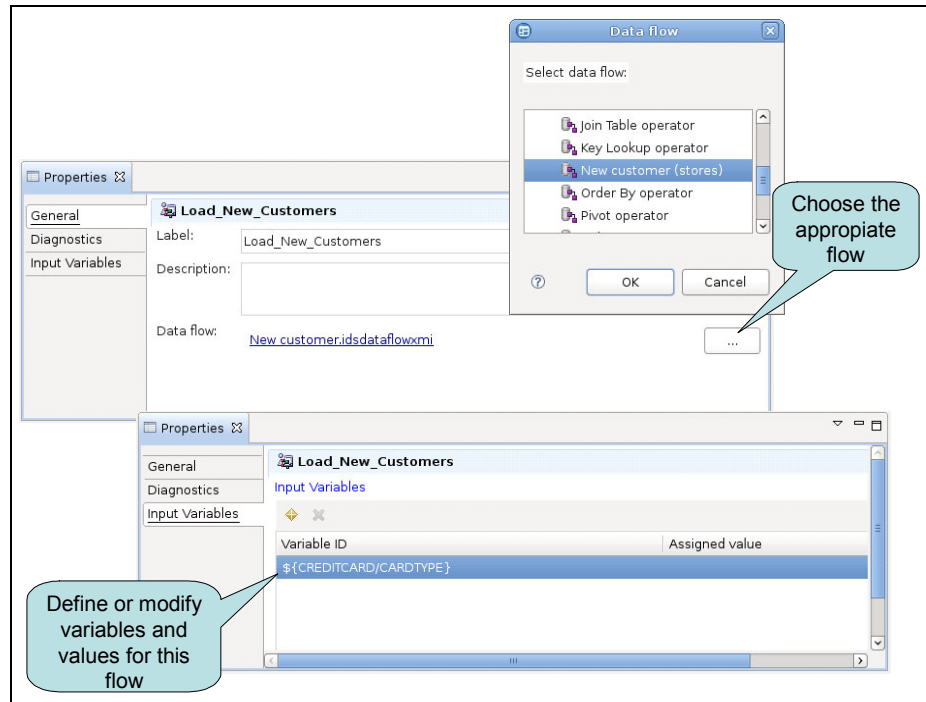 Data flow
Select data flow:
Join Table operator
Key Lookup operator
New customer (stores)
Order By operator
Pivot operator
OK
Cancel
Choose the
appropiate
flow
Properties
General
Diagnostics
Input Variables
Load_New_Customers
Label:
Load_New_Customers
Description:
Data flow:
New customer.idsdataflowxmi
...
Properties
General
Diagnostics
Input Variables
Load_New_Customers
Input Variables
Variable ID
Assigned value
${CREDITCARD/CARDTYPE}
Define or modify
variables and
values for this
flow